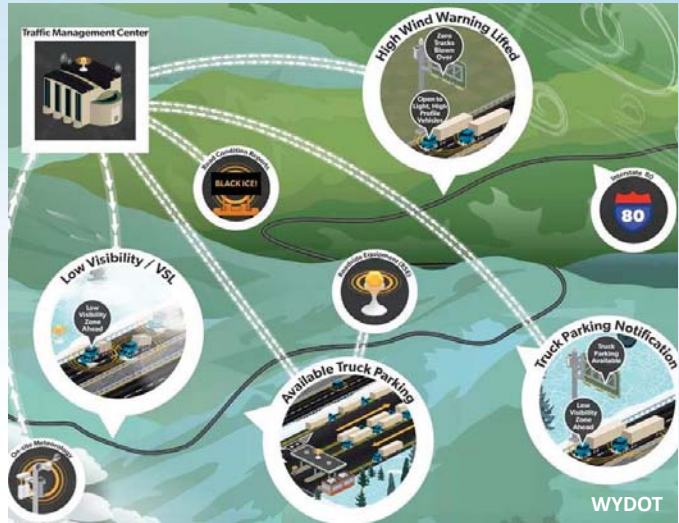 Traffic Management Center
High Wind Warning Lifted
Zero
Trucks
Blown
Over
Open to
Light, High
Profile
Vehicles
Road Condition Reports
BLACK ICE!
Interstate 80
80
Low Visibility / VSL
Low
Visibility
Zone
Ahead
Roadside Equipment (RSE)
Available Truck Parking
Truck Parking Notification
Truck
Parking
Available
Low
Visibility
Zone
Ahead
On-site Meteorology
WYDOT